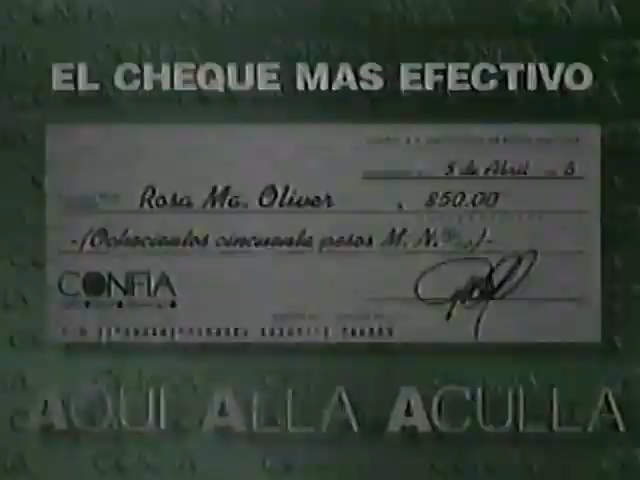 EL CHEQUE MAS EFECTIVO
5 de Abril
Rosa Ma. Oliver $ 850.00
-(Ochocientos cincuenta pesos M. N.)-
CONFIA
AQUI ALLA ACULLA